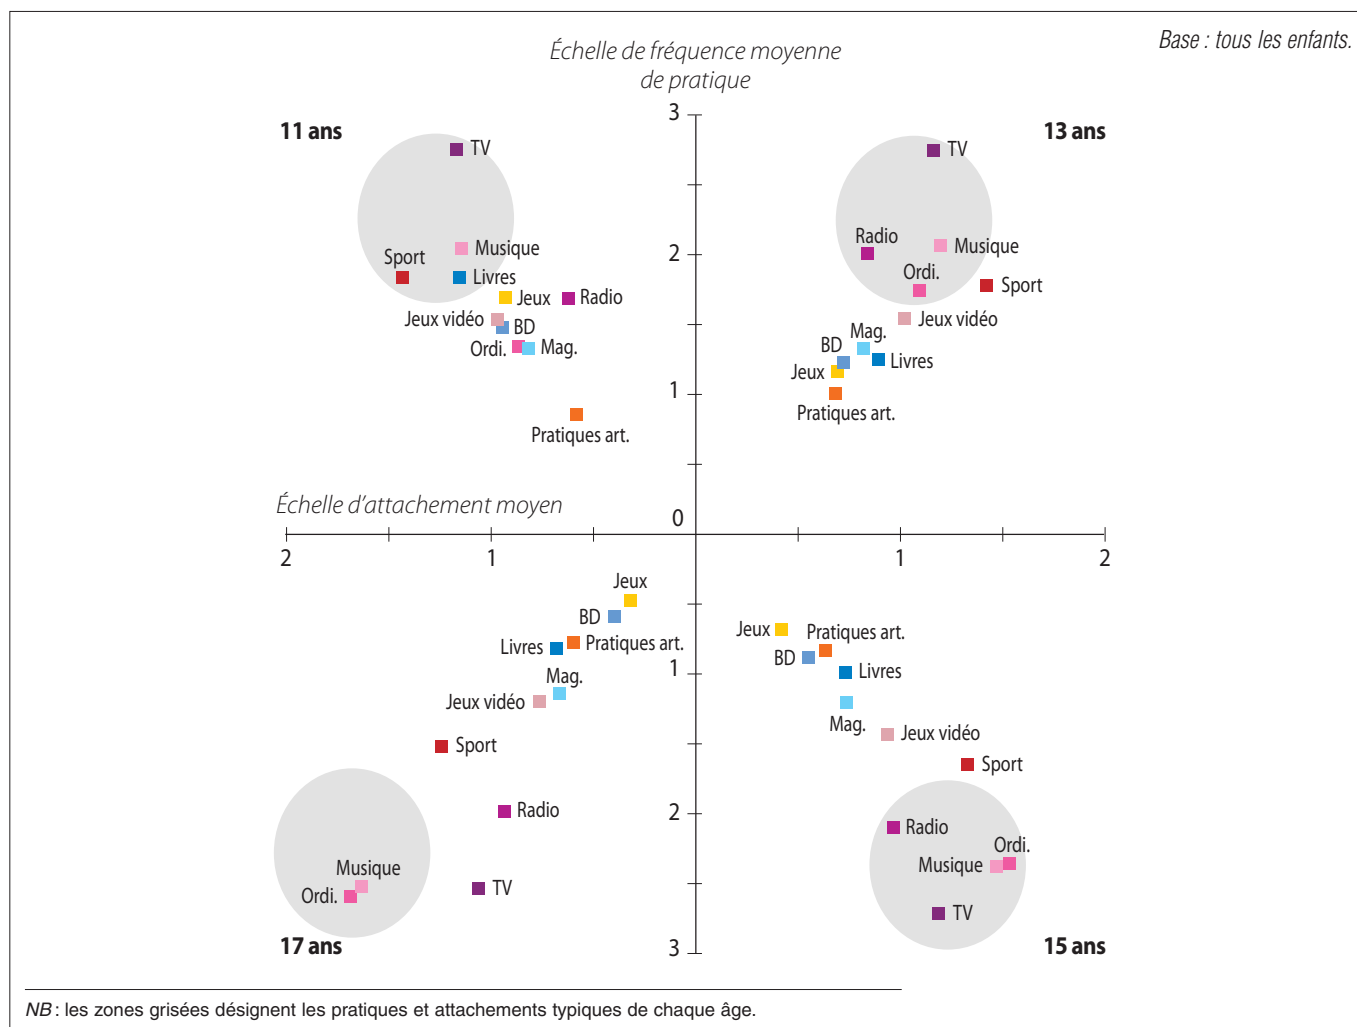 Base : tous les enfants.
Échelle de fréquence moyenne
de pratique
11 ans
TV
Sport
Musique
Livres
Jeux
Radio
Jeux vidéo
BD
Ordi.
Mag.
Pratiques art.
13 ans
TV
Radio
Musique
Ordi.
Sport
Jeux vidéo
Mag.
BD
Livres
Jeux
Pratiques art.
3
2
1
0
Échelle d’attachement moyen
2
1
1
2
Jeux
BD
Pratiques art.
Livres
Mag.
Jeux vidéo
Sport
Radio
Musique
Ordi.
TV
17 ans
1
2
3
Jeux
Pratiques art.
BD
Livres
Mag.
Jeux vidéo
Sport
Radio
Ordi.
Musique
TV
15 ans
NB : les zones grisées désignent les pratiques et attachements typiques de chaque âge.